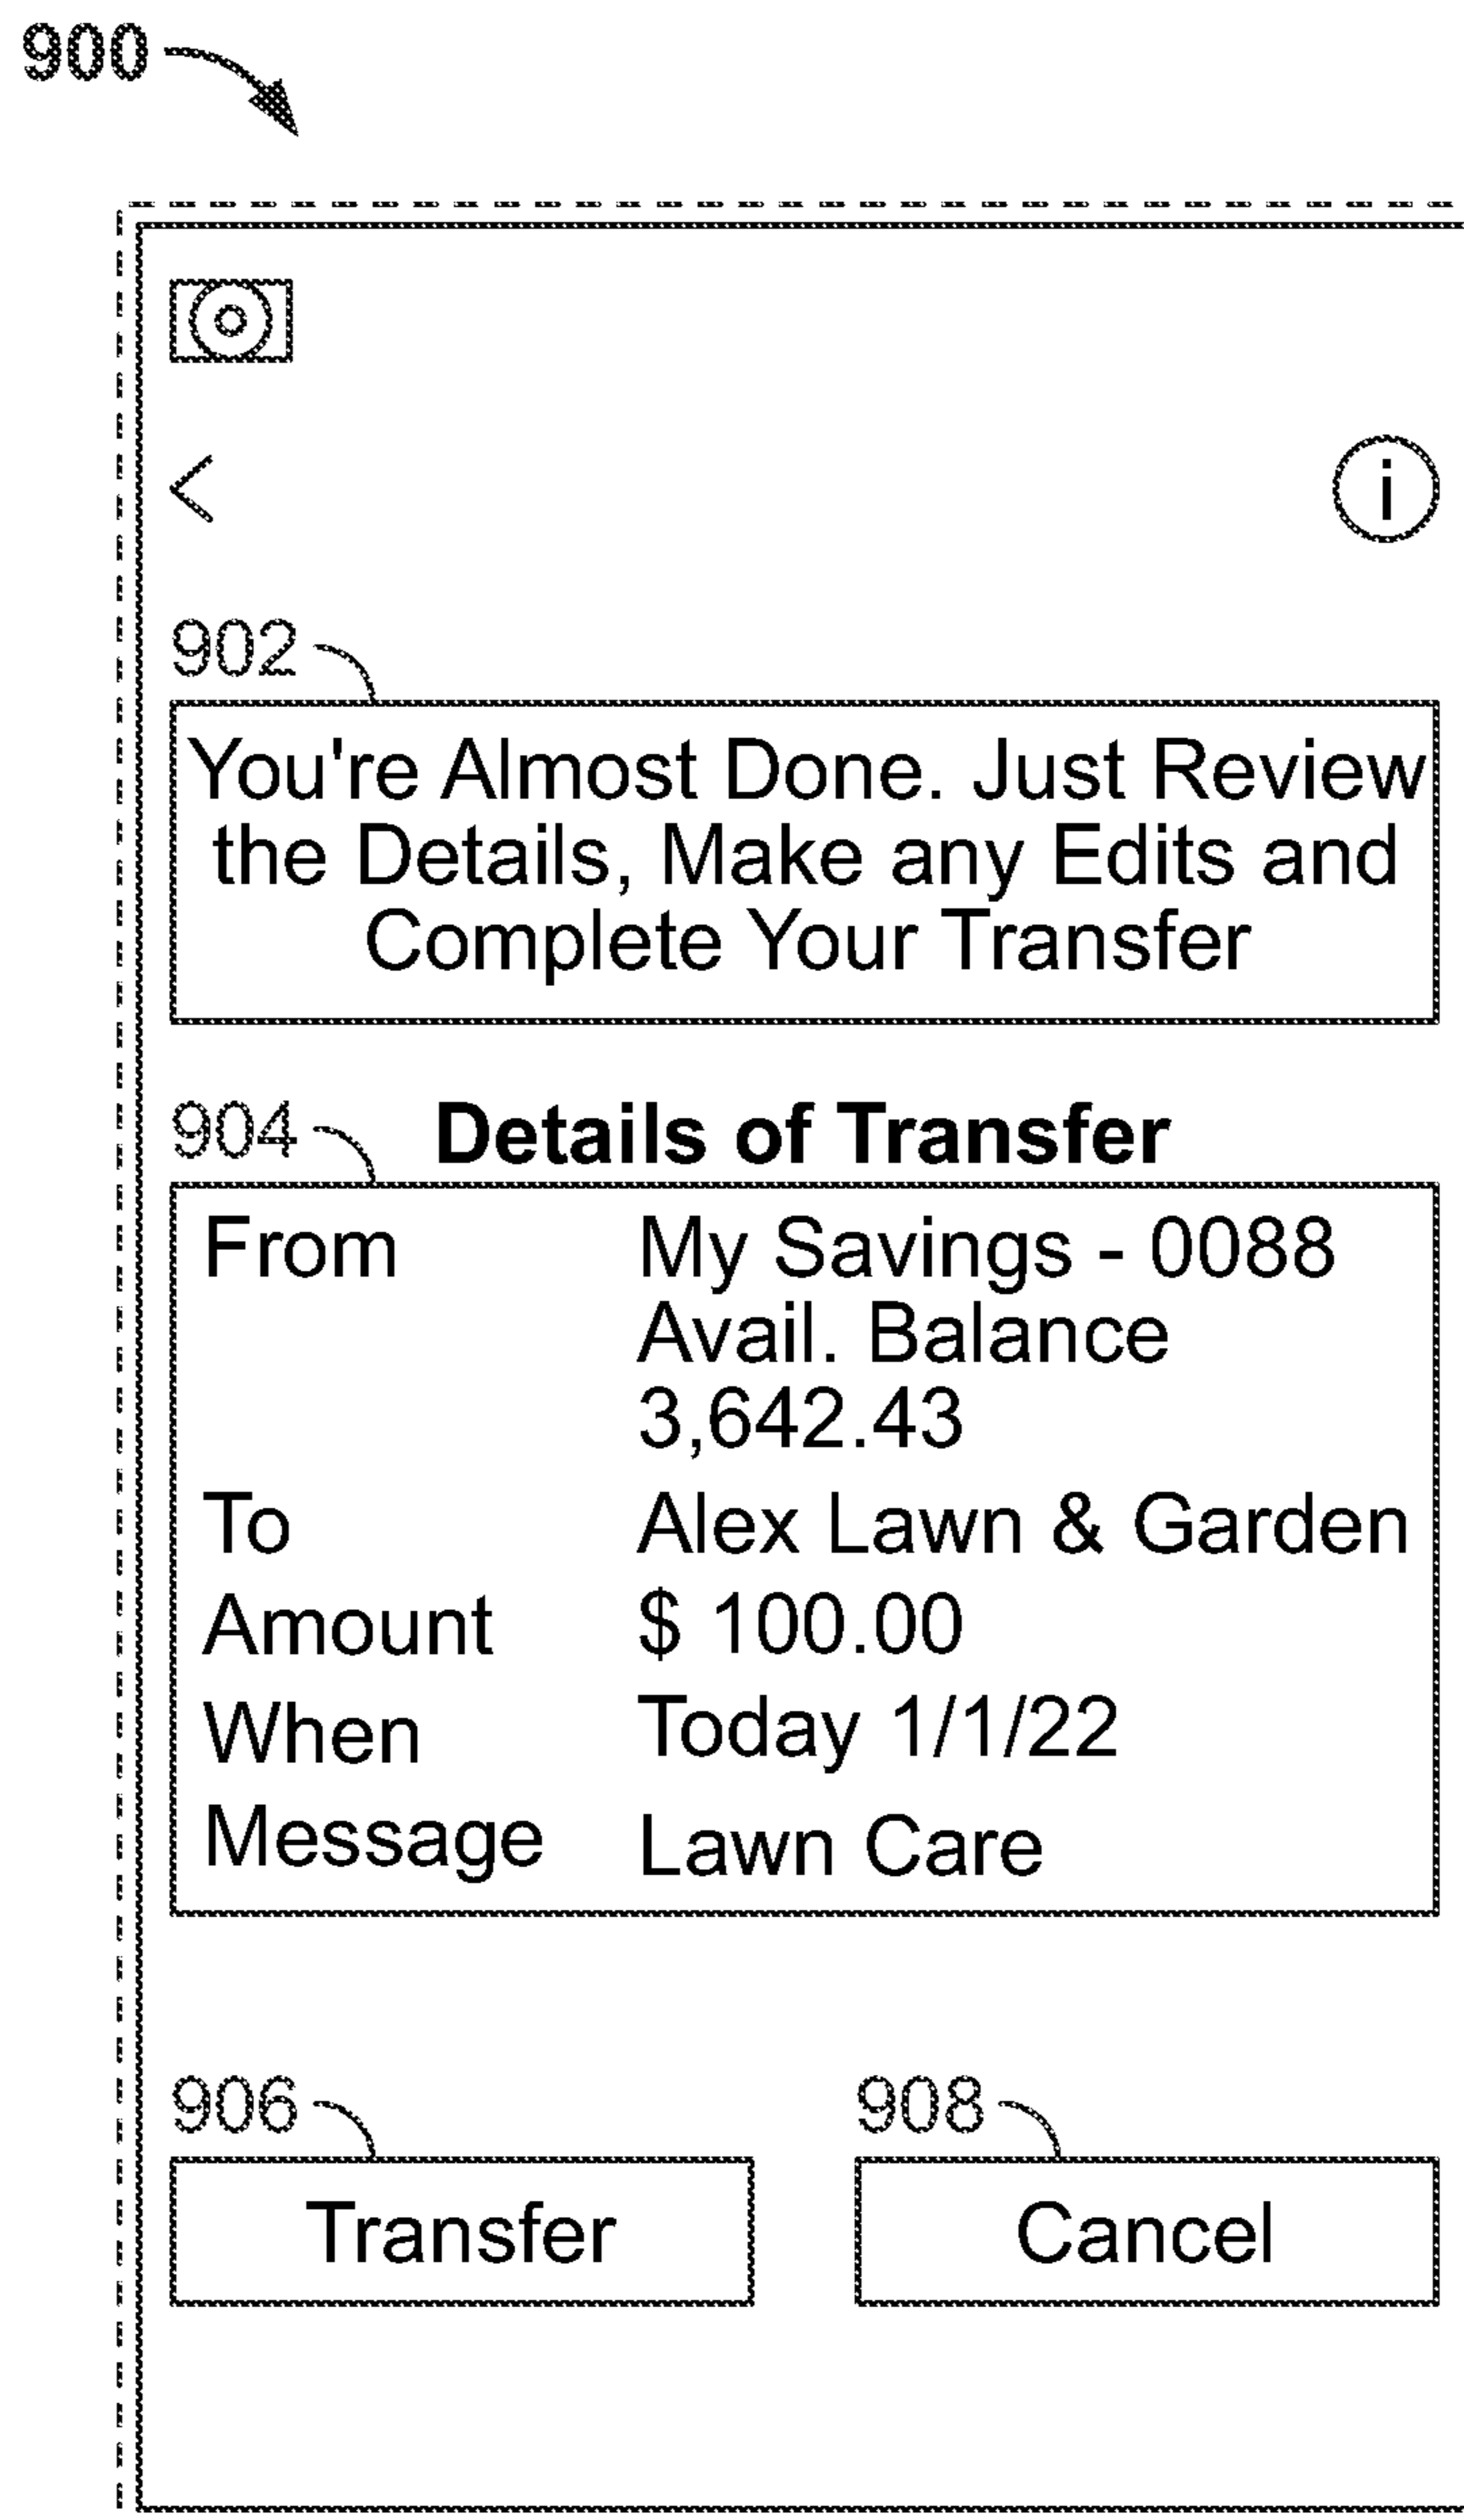 900
<
i
902
You're Almost Done. Just Review
the Details, Make any Edits and
Complete Your Transfer
904
Details of Transfer
From My Savings - 0088
Avail. Balance
3,642.43
To Alex Lawn & Garden
Amount $ 100.00
When Today 1/1/22
Message Lawn Care
906 908
Transfer Cancel